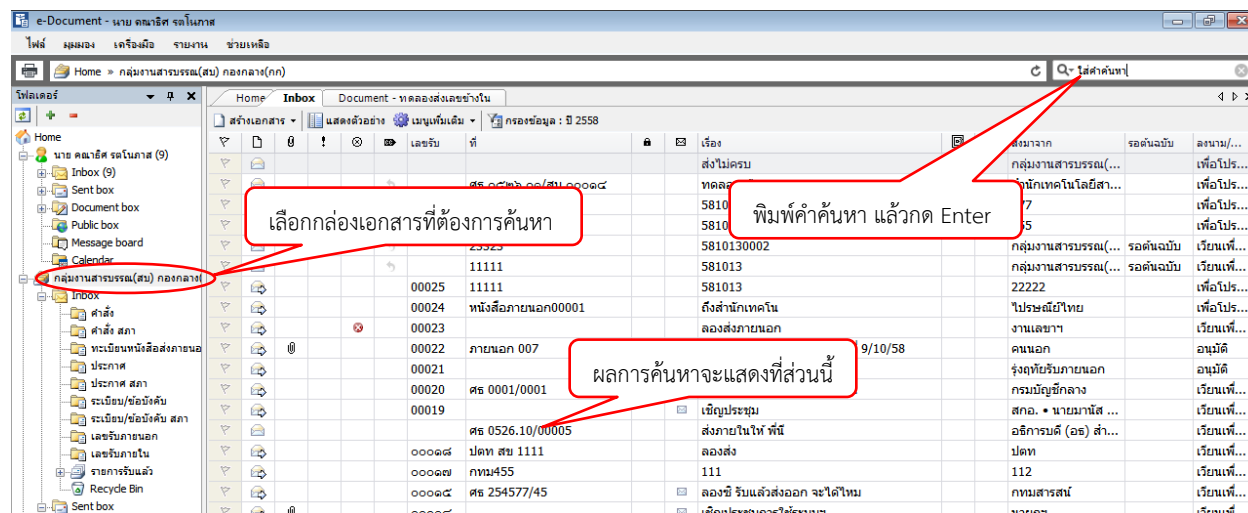 e-Document - นาย คณาธิศ รตโนภาส
ไฟล์ มุมมอง เครื่องมือ รายงาน ช่วยเหลือ
Home » กลุ่มงานสารบรรณ(สบ) กองกลาง(กก) ใส่คำค้นหา
โฟลเดอร์ Home Inbox Document - ทดลองส่งเลขข้างใน
สร้างเอกสาร แสดงตัวอย่าง เมนูเพิ่มเติม กรองข้อมูล : ปี 2558
Home เลขรับ ที่ เรื่อง ส่งมาจาก รอต้นฉบับ ลงนาม/...
นาย คณาธิศ รตโนภาส (9) ส่งไม่ครบ กลุ่มงานสารบรรณ(... เพื่อโปร...
Inbox (9)
Sent box เพื่อโปร...
Document box เพื่อโปร...
Public box เพื่อโปร...
Message board 5810130002 กลุ่มงานสารบรรณ(... รอต้นฉบับ เวียนเพื่...
Calendar 11111 581013 กลุ่มงานสารบรรณ(... รอต้นฉบับ เวียนเพื่...
เลือกกล่องเอกสารที่ต้องการค้นหา
พิมพ์คำค้นหา แล้วกด Enter
กลุ่มงานสารบรรณ(สบ) กองกลาง( 00025 11111 581013 22222 เพื่อโปร...
Inbox 00024 หนังสือภายนอก00001 ถึงสำนักเทคโน ไปรษณีย์ไทย เพื่อโปร...
คำสั่ง 00023 ลองส่งภายนอก งานเลขาฯ เวียนเพื่...
คำสั่ง สภา
ทะเบียนหนังสือส่งภายนอ 00022 ภายนอก 007 9/10/58 คนนอก อนุมัติ
ประกาศ 00021 รุ่งฤทัยรับภายนอก อนุมัติ
ผลการค้นหาจะแสดงที่ส่วนนี้
ประกาศ สภา 00020 ศธ 0001/0001 กรมบัญชีกลาง เวียนเพื่...
ระเบียบ/ข้อบังคับ 00019 เชิญประชุม สกอ. • นายมานัส ... เวียนเพื่...
ระเบียบ/ข้อบังคับ สภา
เลขรับภายนอก ศธ 0526.10/00005 ส่งภายในให้ พี่นี อธิการบดี (อธ) สำ... เวียนเพื่...
เลขรับภายใน ๐๐๐๑๘ ปตท สข 1111 ลองส่ง ปตท เวียนเพื่...
รายการรับแล้ว ๐๐๐๑๗ กทม455 111 112 เวียนเพื่...
Recycle Bin ๐๐๐๑๕ ศธ 254577/45 ลองซิ รับแล้วส่งออก จะได้ไหม กทมสารสน์ เวียนเพื่...
Sent box